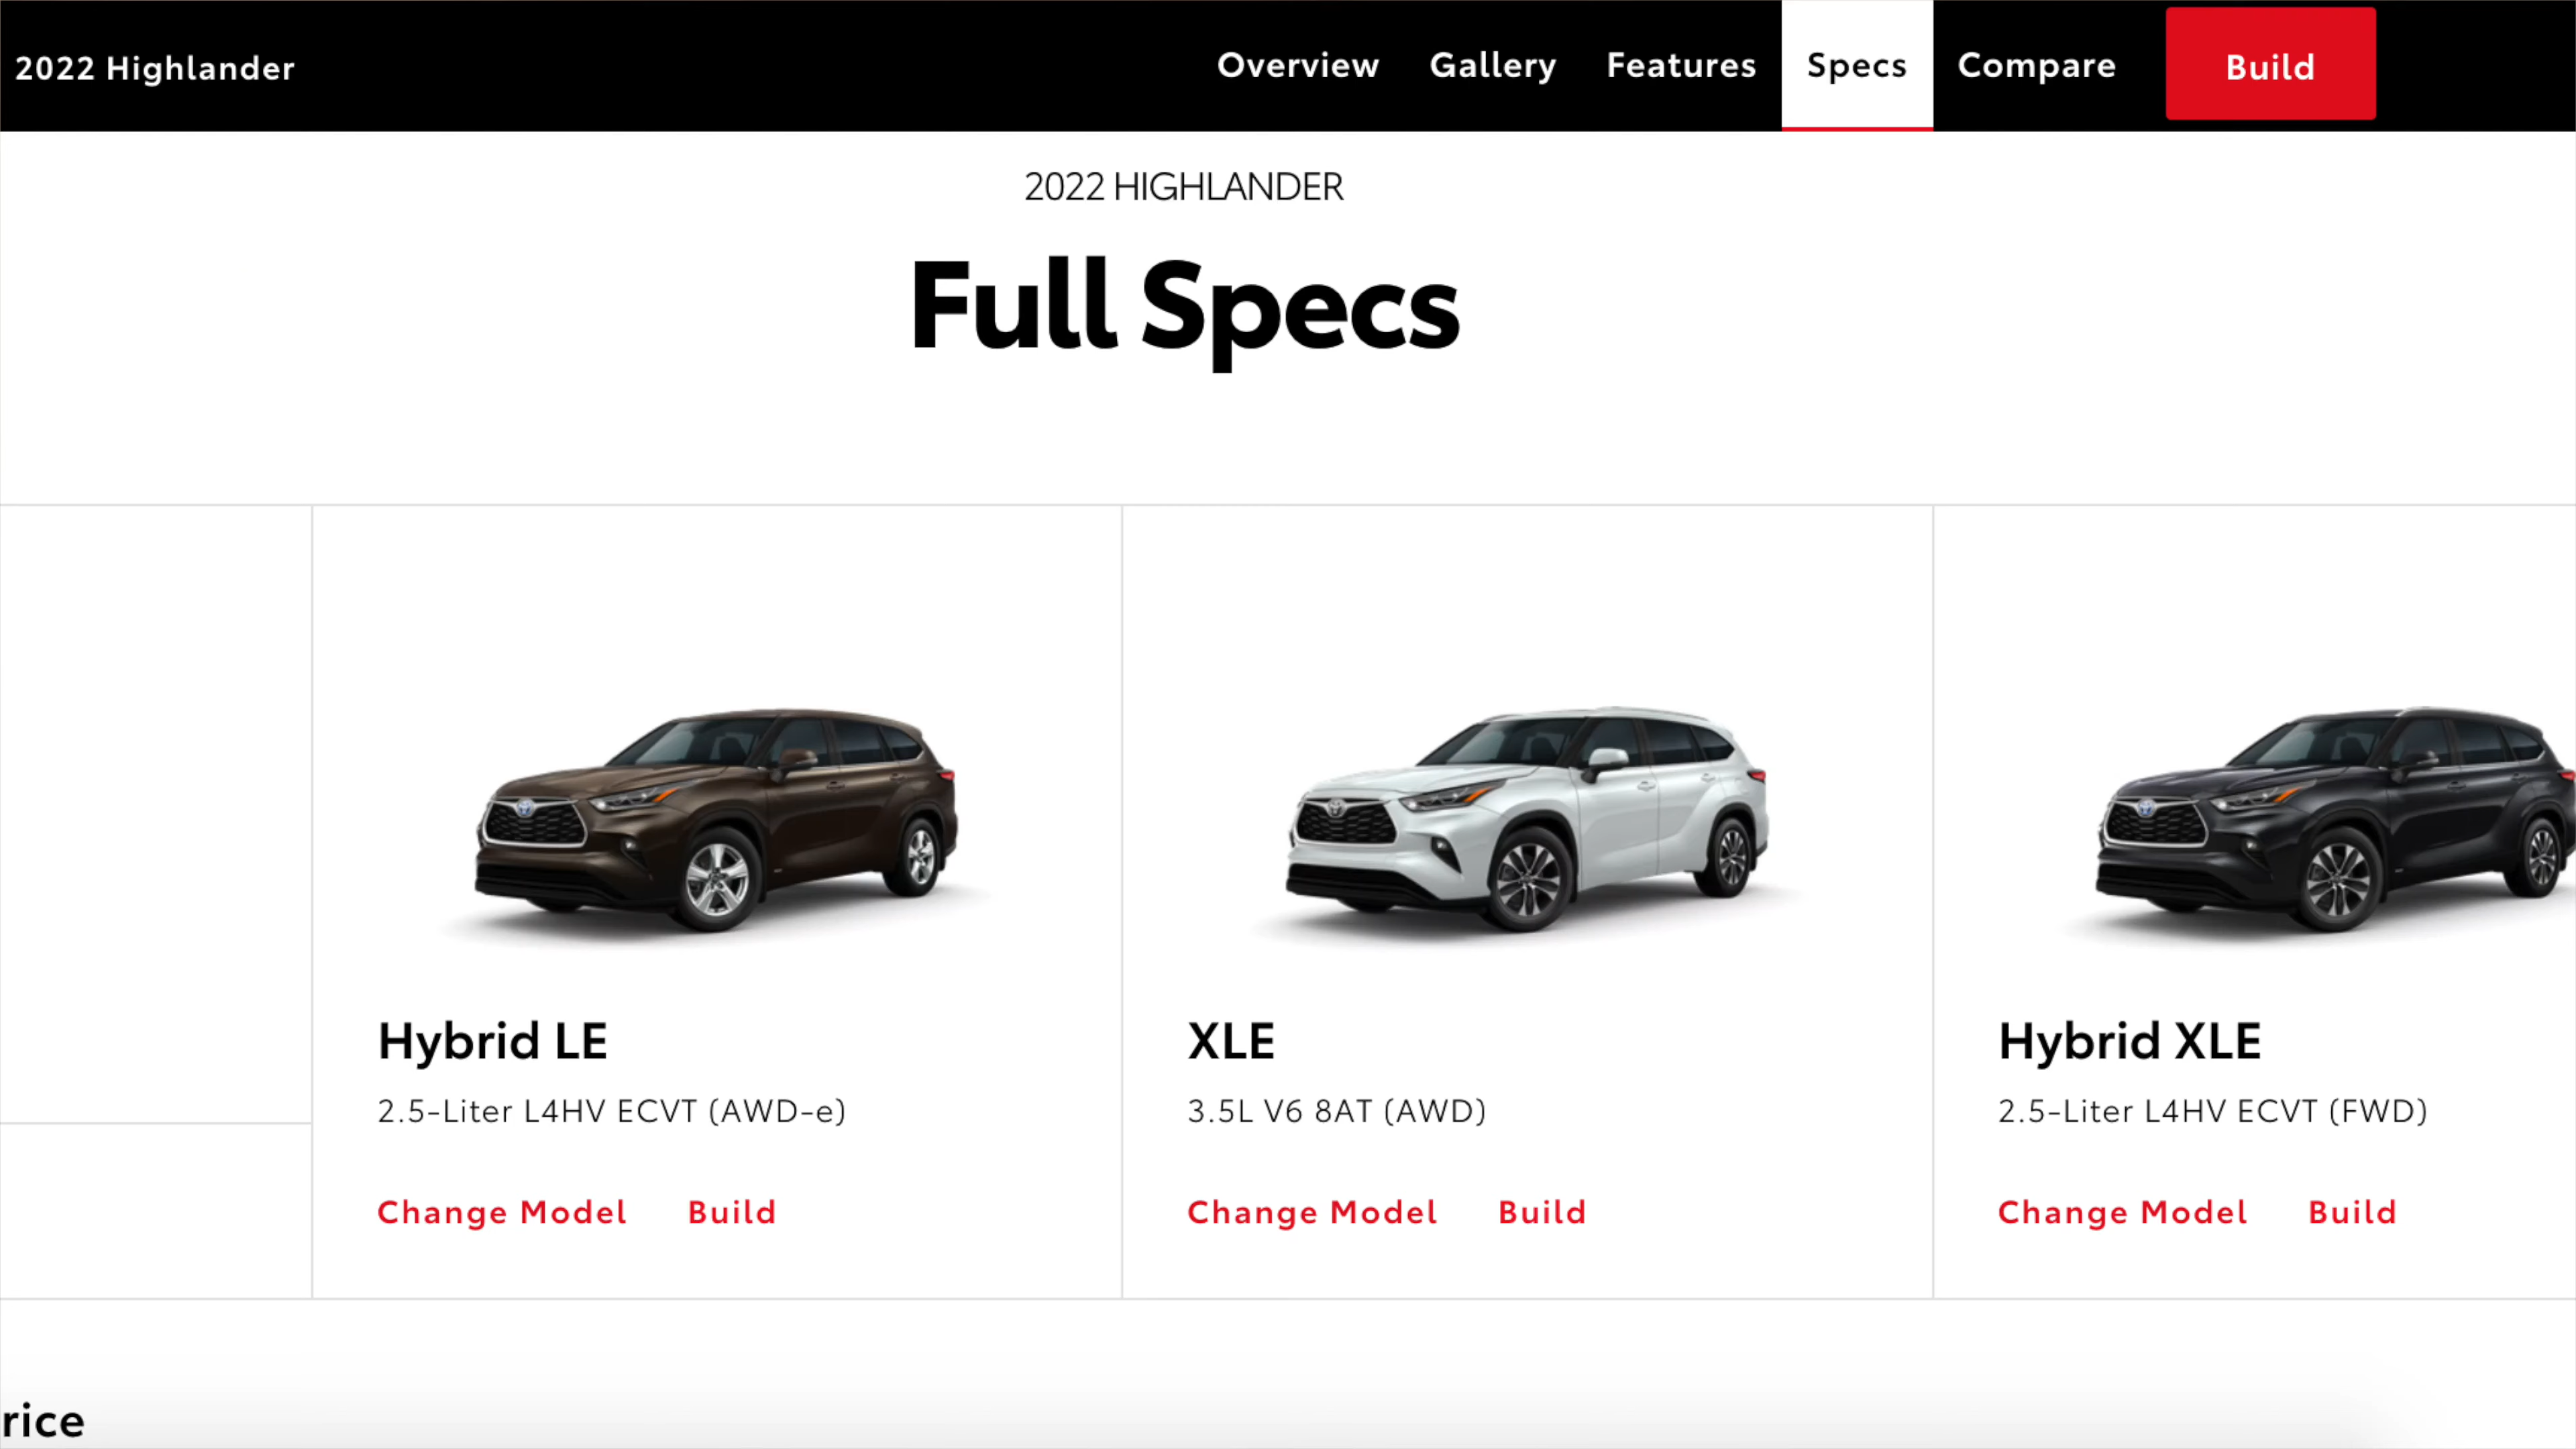 2022 Highlander
Overview
Gallery
Features
Specs
Compare
Build
2022 HIGHLANDER
Full Specs
Hybrid LE
2.5-Liter L4HV ECVT (AWD-e)
Change Model
Build
XLE
3.5L V6 8AT (AWD)
Change Model
Build
Hybrid XLE
2.5-Liter L4HV ECVT (FWD)
Change Model
Build
rice